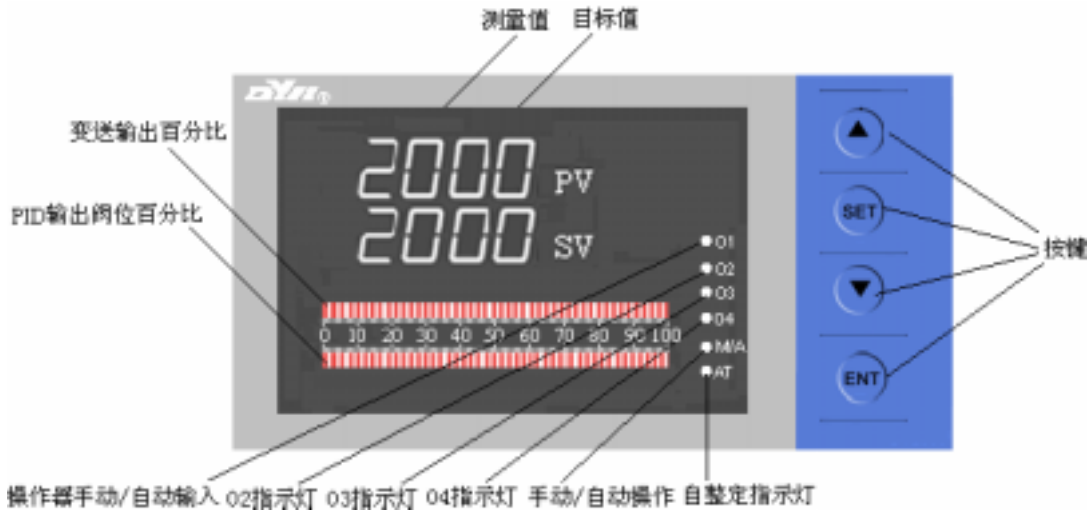 测量值 目标值
DYN®
变送输出百分比
2000 PV
PID输出阀位百分比
2000 SV
SET
按键
O1
O2
O3
O4
0 10 20 30 40 50 60 70 80 90 100
M/A
AT
ENT
操作器手动/自动输入 O2指示灯 O3指示灯 O4指示灯 手动/自动操作 自整定指示灯